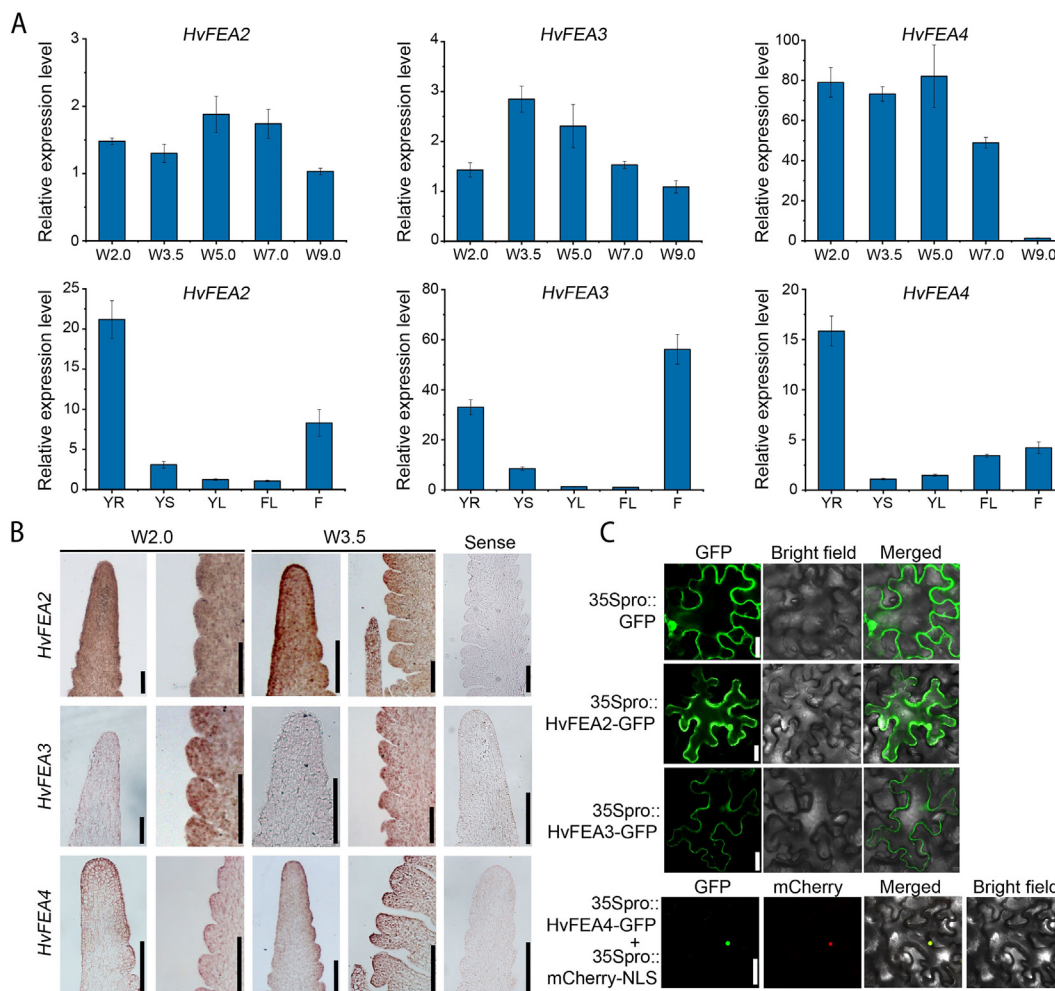 A
HvFEA2
Relative expression level
3
2
1
0
W2.0 W3.5 W5.0 W7.0 W9.0
HvFEA3
Relative expression level
4
3
2
1
0
W2.0 W3.5 W5.0 W7.0 W9.0
HvFEA4
Relative expression level
100
80
60
40
20
0
W2.0 W3.5 W5.0 W7.0 W9.0
HvFEA2
Relative expression level
25
20
15
10
5
0
YR YS YL FL F
HvFEA3
Relative expression level
60
40
20
0
YR YS YL FL F
HvFEA4
Relative expression level
20
15
10
5
0
YR YS YL FL F
B
W2.0 W3.5 Sense
HvFEA2
HvFEA3
HvFEA4
C
GFP Bright field Merged
35Spro::
GFP
35Spro::
HvFEA2-GFP
35Spro::
HvFEA3-GFP
GFP mCherry Merged Bright field
35Spro::
HvFEA4-GFP
+
35Spro::
mCherry-NLS